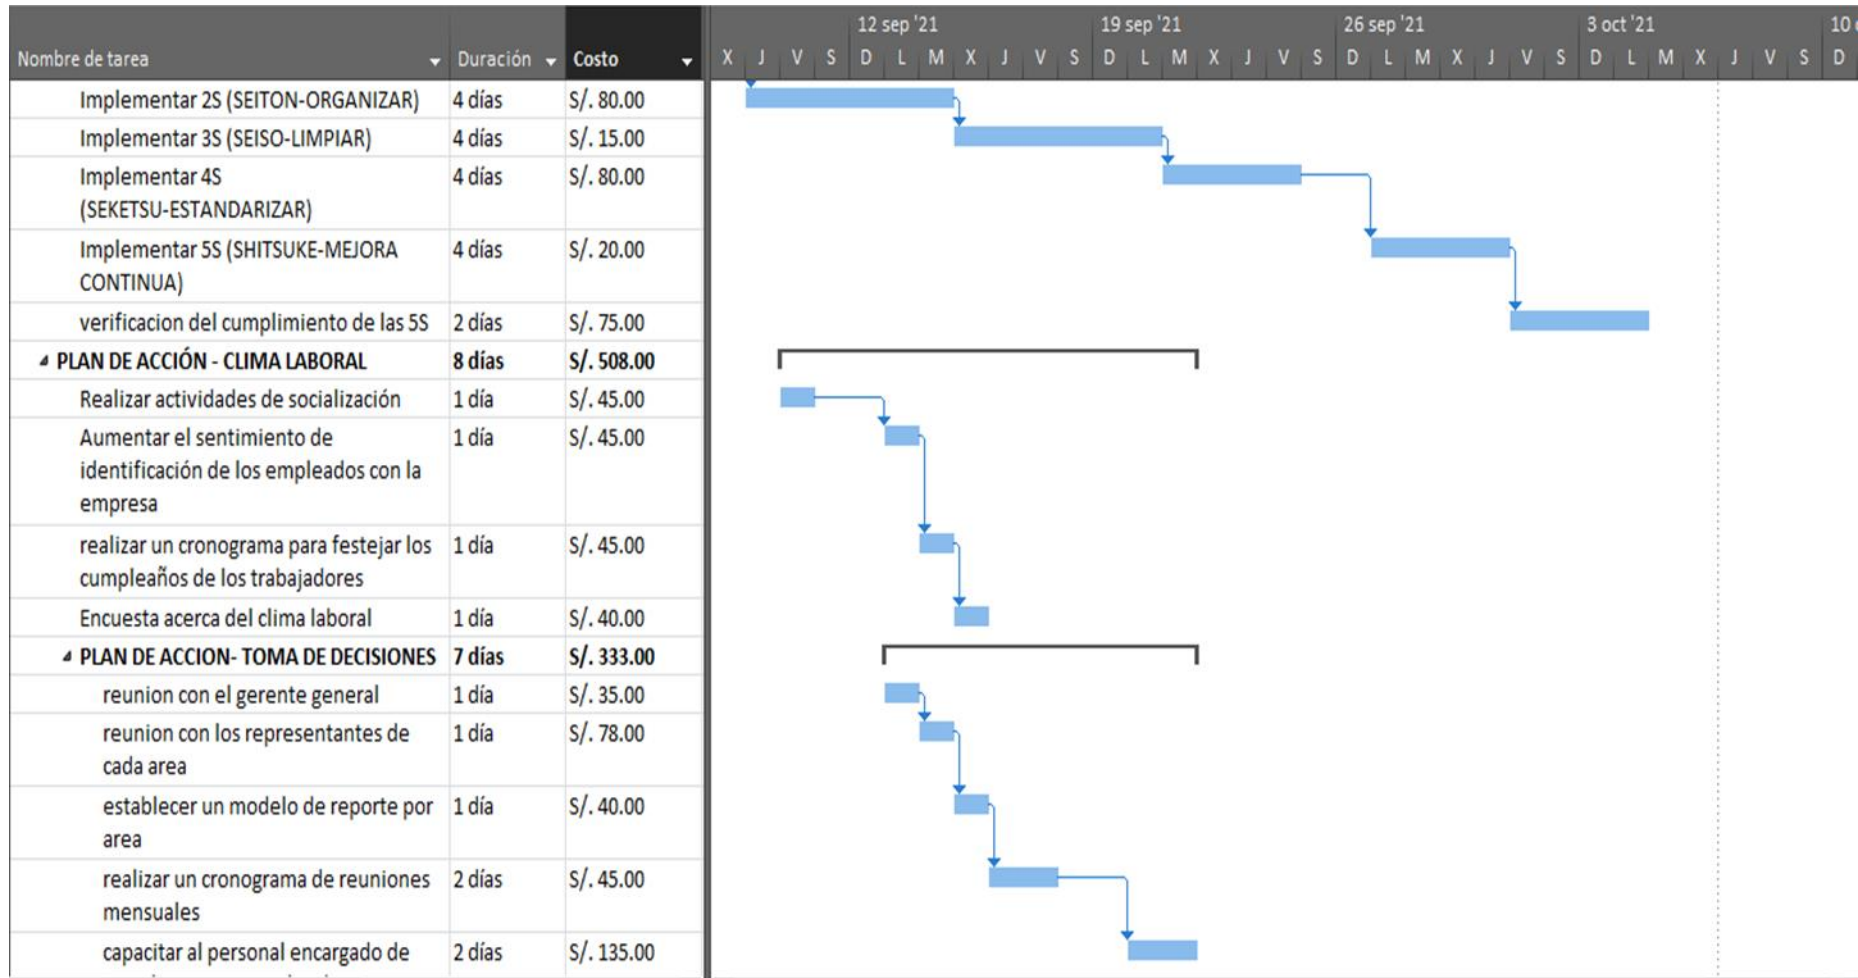 12 sep '21 19 sep '21 26 sep '21 3 oct '21 10
Nombre de tarea Duración Costo X J V S D L M X J V S D L M X J V S D L M X J V S D L M X J V S D
Implementar 2S (SEITON-ORGANIZAR) 4 días S/. 80.00
Implementar 3S (SEISO-LIMPIAR) 4 días S/. 15.00
Implementar 4S 4 días S/. 80.00
(SEKETSU-ESTANDARIZAR)
Implementar 5S (SHITSUKE-MEJORA 4 días S/. 20.00
CONTINUA)
verificacion del cumplimiento de las 5S 2 días S/. 75.00
PLAN DE ACCIÓN - CLIMA LABORAL 8 días S/. 508.00
Realizar actividades de socialización 1 día S/. 45.00
Aumentar el sentimiento de 1 día S/. 45.00
identificación de los empleados con la
empresa
realizar un cronograma para festejar los 1 día S/. 45.00
cumpleaños de los trabajadores
Encuesta acerca del clima laboral 1 día S/. 40.00
PLAN DE ACCION- TOMA DE DECISIONES 7 días S/. 333.00
reunion con el gerente general 1 día S/. 35.00
reunion con los representantes de 1 día S/. 78.00
cada area
establecer un modelo de reporte por 1 día S/. 40.00
area
realizar un cronograma de reuniones 2 días S/. 45.00
mensuales
capacitar al personal encargado de 2 días S/. 135.00